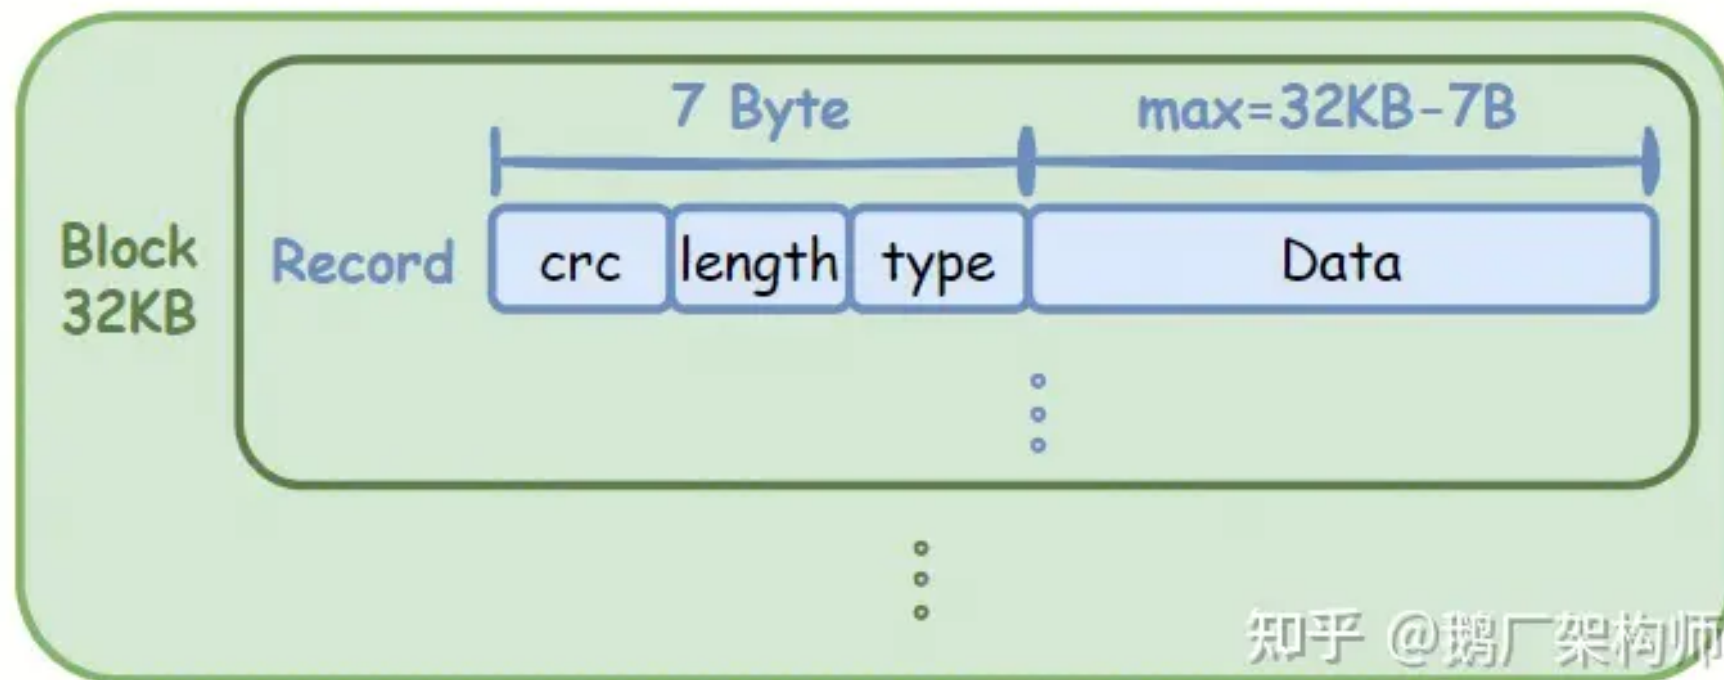 7 Byte
max=32KB-7B
Block
32KB
Record
crc
length
type
Data
知乎 @鹅厂架构师